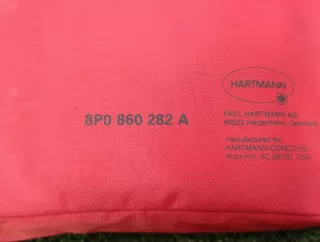 HARTMANN
8P0 860 282 A
PAUL HARTMANN AG
89522 Heidenheim, Germany
manufactured for:
HARTMANN-CONCO Inc.
Rock Hill, SC 29730, USA